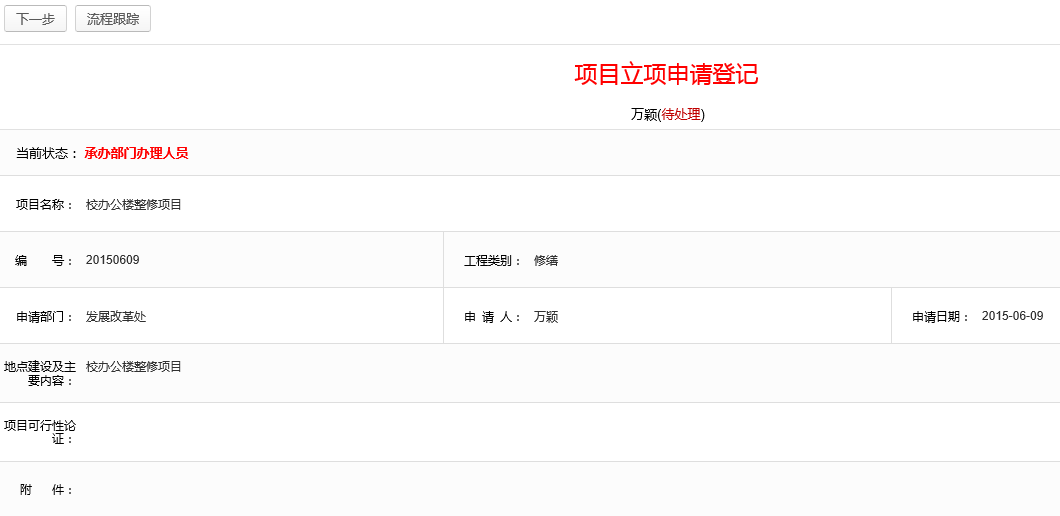 下一步 流程跟踪
项目立项申请登记
万颖(待处理)
当前状态： 承办部门办理人员
项目名称： 校办公楼整修项目
编 号： 20150609 工程类别： 修缮
申请部门： 发展改革处 申 请 人： 万颖 申请日期： 2015-06-09
地点建设及主 校办公楼整修项目
要内容：
项目可行性论
证：
附 件：